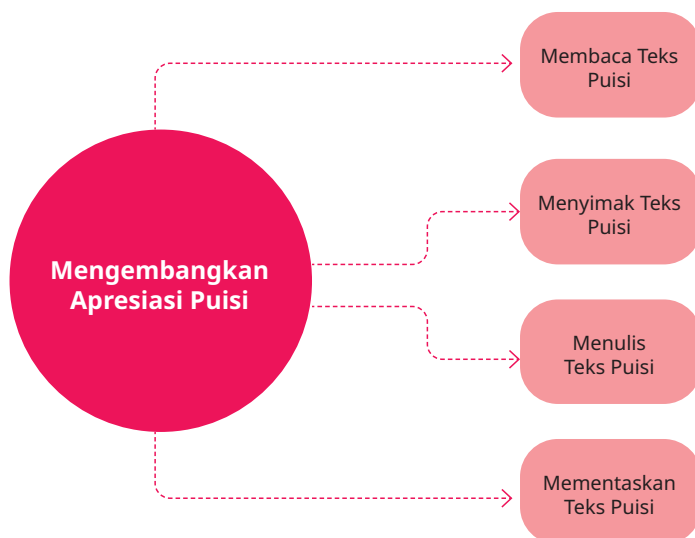 Mengembangkan
Apresiasi Puisi
Membaca Teks
Puisi
Menyimak Teks
Puisi
Menulis
Teks Puisi
Mementaskan
Teks Puisi